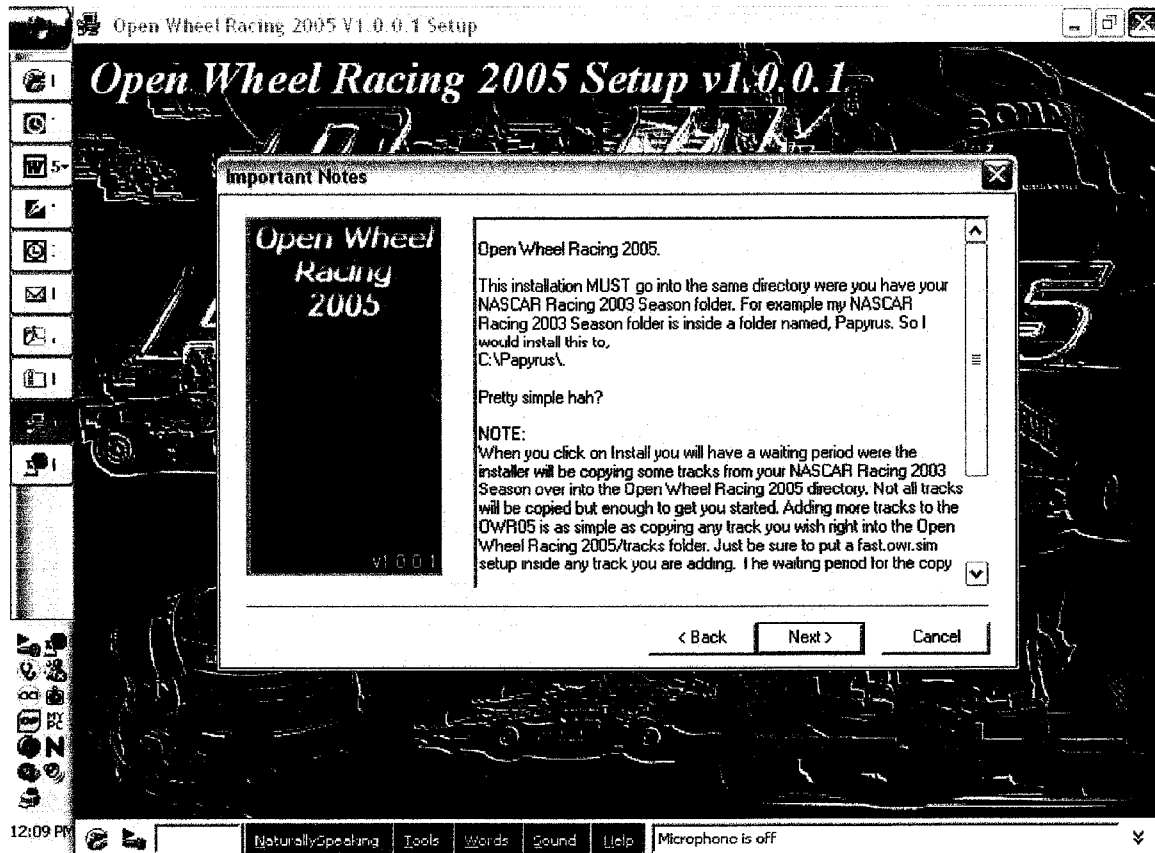 Open Wheel Racing 2005 V1.0.0.1 Setup
Open Wheel Racing 2005 Setup v1.0.0.1
Important Notes
Open Wheel
Racing
2005
v1.0.0.1
Open Wheel Racing 2005.
This installation MUST go into the same directory were you have your
NASCAR Racing 2003 Season folder. For example my NASCAR
Racing 2003 Season folder is inside a folder named, Papyrus. So I
would install this to,
C:\Papyrus\.
Pretty simple hah?
NOTE:
When you click on Install you will have a waiting period were the
installer will be copying some tracks from your NASCAR Racing 2003
Season over into the Open Wheel Racing 2005 directory. Not all tracks
will be copied but enough to get you started. Adding more tracks to the
OWR05 is as simple as copying any track you wish right into the Open
Wheel Racing 2005/tracks folder. Just be sure to put a fast.owr.sim
setup inside any track you are adding. The waiting period for the copy
< Back Next > Cancel
12:09 PM
NaturallySpeaking Tools Words Sound Help Microphone is off